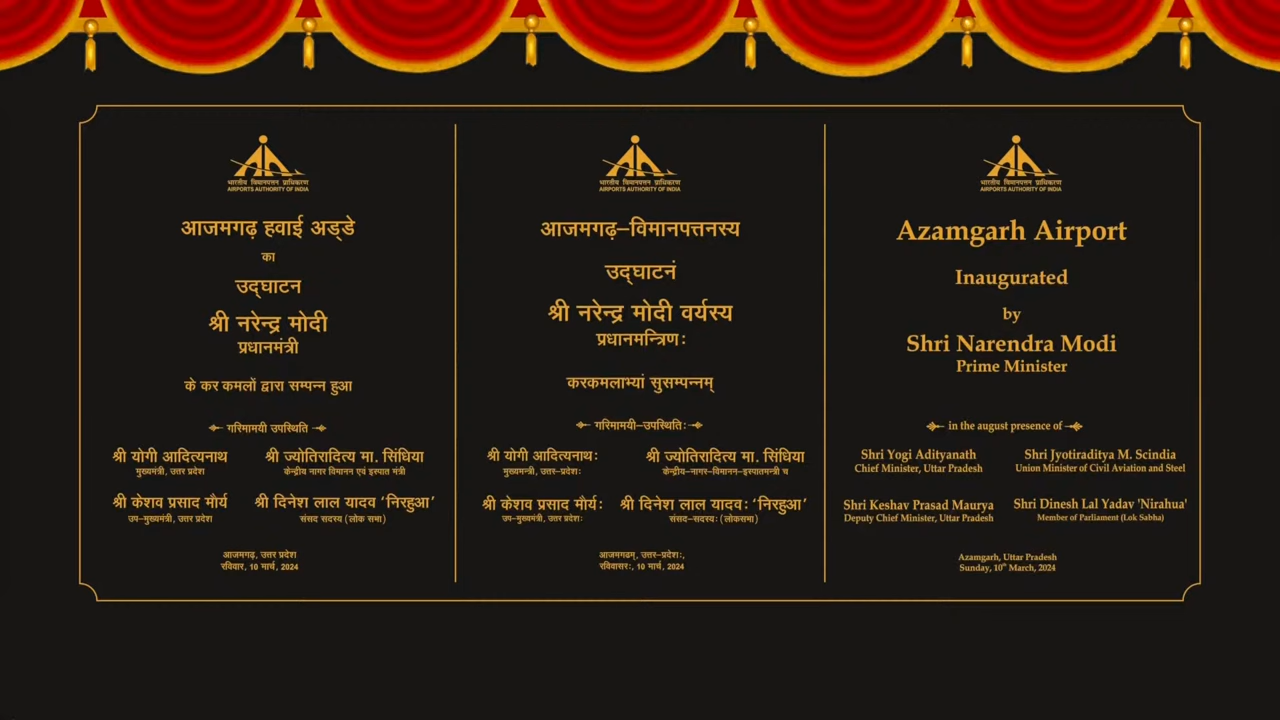 भारतीय विमानपत्तन प्राधिकरण
AIRPORTS AUTHORITY OF INDIA
आजमगढ़ हवाई अड्डे
का
उद्घाटन
श्री नरेन्द्र मोदी
प्रधानमंत्री
के कर कमलों द्वारा सम्पन्न हुआ
गरिमामयी उपस्थिति
श्री योगी आदित्यनाथ
मुख्यमंत्री, उत्तर प्रदेश
श्री ज्योतिरादित्य मा. सिंधिया
केन्द्रीय नागर विमानन एवं इस्पात मंत्री
श्री केशव प्रसाद मौर्य
उप-मुख्यमंत्री, उत्तर प्रदेश
श्री दिनेश लाल यादव ‘निरहुआ’
संसद सदस्य (लोक सभा)
आजमगढ़, उत्तर प्रदेश
रविवार, 10 मार्च, 2024
भारतीय विमानपत्तन प्राधिकरण
AIRPORTS AUTHORITY OF INDIA
आजमगढ़–विमानपत्तनस्य
उद्घाटनं
श्री नरेन्द्र मोदी वर्यस्य
प्रधानमन्त्रिणः
करकमलाभ्यां सुसम्पन्नम्
गरिमामयी–उपस्थितिः
श्री योगी आदित्यनाथः
मुख्यमन्त्री, उत्तर–प्रदेशः
श्री ज्योतिरादित्य मा. सिंधिया
केन्द्रीय–नागर–विमानन–इस्पातमन्त्री च
श्री केशव प्रसाद मौर्यः
उप–मुख्यमंत्री, उत्तर प्रदेशः
श्री दिनेश लाल यादवः ‘निरहुआ’
संसद–सदस्यः (लोकसभा)
आजमगढम्, उत्तर–प्रदेशः,
रविवासरः, 10 मार्च, 2024
भारतीय विमानपत्तन प्राधिकरण
AIRPORTS AUTHORITY OF INDIA
Azamgarh Airport
Inaugurated
by
Shri Narendra Modi
Prime Minister
in the august presence of
Shri Yogi Adityanath
Chief Minister, Uttar Pradesh
Shri Jyotiraditya M. Scindia
Union Minister of Civil Aviation and Steel
Shri Keshav Prasad Maurya
Deputy Chief Minister, Uttar Pradesh
Shri Dinesh Lal Yadav 'Nirahua'
Member of Parliament (Lok Sabha)
Azamgarh, Uttar Pradesh
Sunday, 10th March, 2024